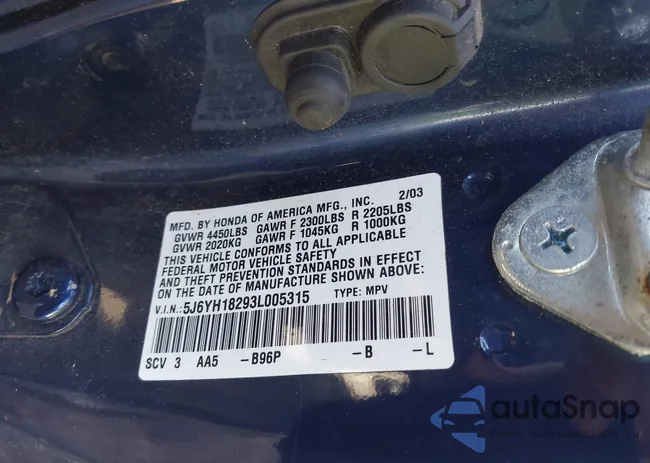 MFD. BY HONDA OF AMERICA MFG., INC. 2/03
GVWR 4450LBS GAWR F 2300LBS R 2205LBS
GVWR 2020KG GAWR F 1045KG R 1000KG
THIS VEHICLE CONFORMS TO ALL APPLICABLE
FEDERAL MOTOR VEHICLE SAFETY
AND THEFT PREVENTION STANDARDS IN EFFECT
ON THE DATE OF MANUFACTURE SHOWN ABOVE:
V.I.N.: 5J6YH18293L005315 TYPE: MPV
SCV 3 AA5 -B96P -B -L
autaSnap